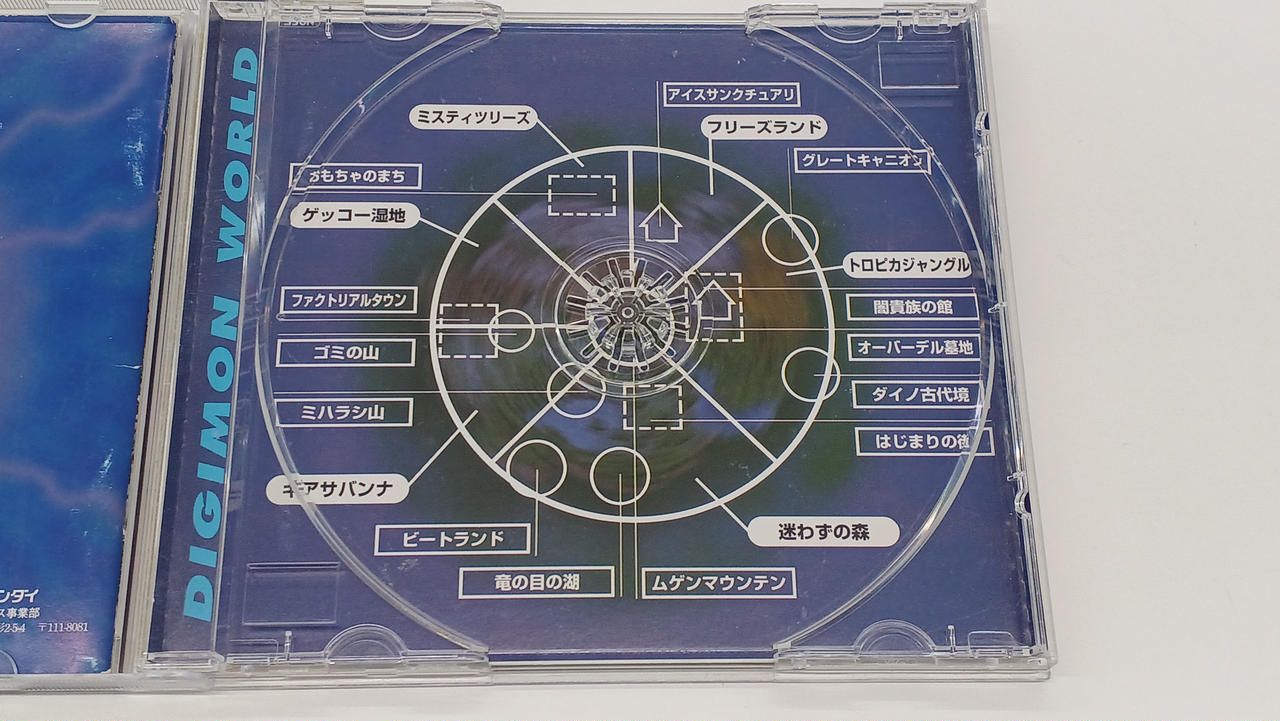 DIGIMON WORLD
アイスサンクチュアリ
ミスティツリーズ
フリーズランド
グレートキャニオン
おもちゃのまち
ゲッコー湿地
トロピカジャングル
ファクトリアルタウン
闇貴族の館
ゴミの山
オーバーデル墓地
ダイノ古代境
ミハラシ山
はじまりの街
ギアサバンナ
迷わずの森
ビートランド
竜の目の湖
ムゲンマウンテン
ンダイ
ス事業部
2-5-4 〒111-8081